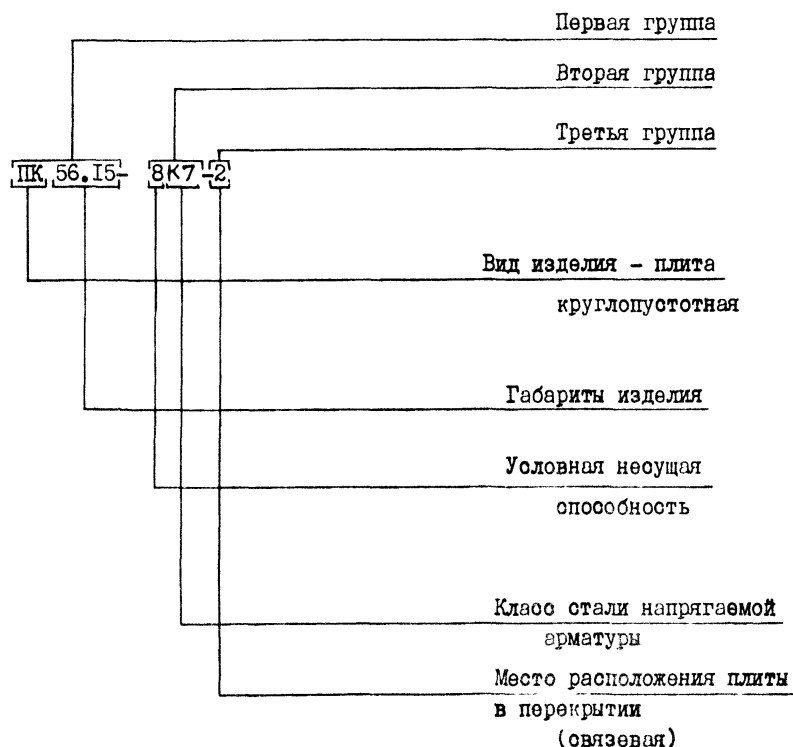 Первая группа
Вторая группа
Третья группа
ПК 56.I5- 8К7-2
Вид изделия - плита
круглопустотная
Габариты изделия
Условная несущая
способность
Класс стали напрягаемой
арматуры
Место расположения плиты
в перекрытии
(связевая)